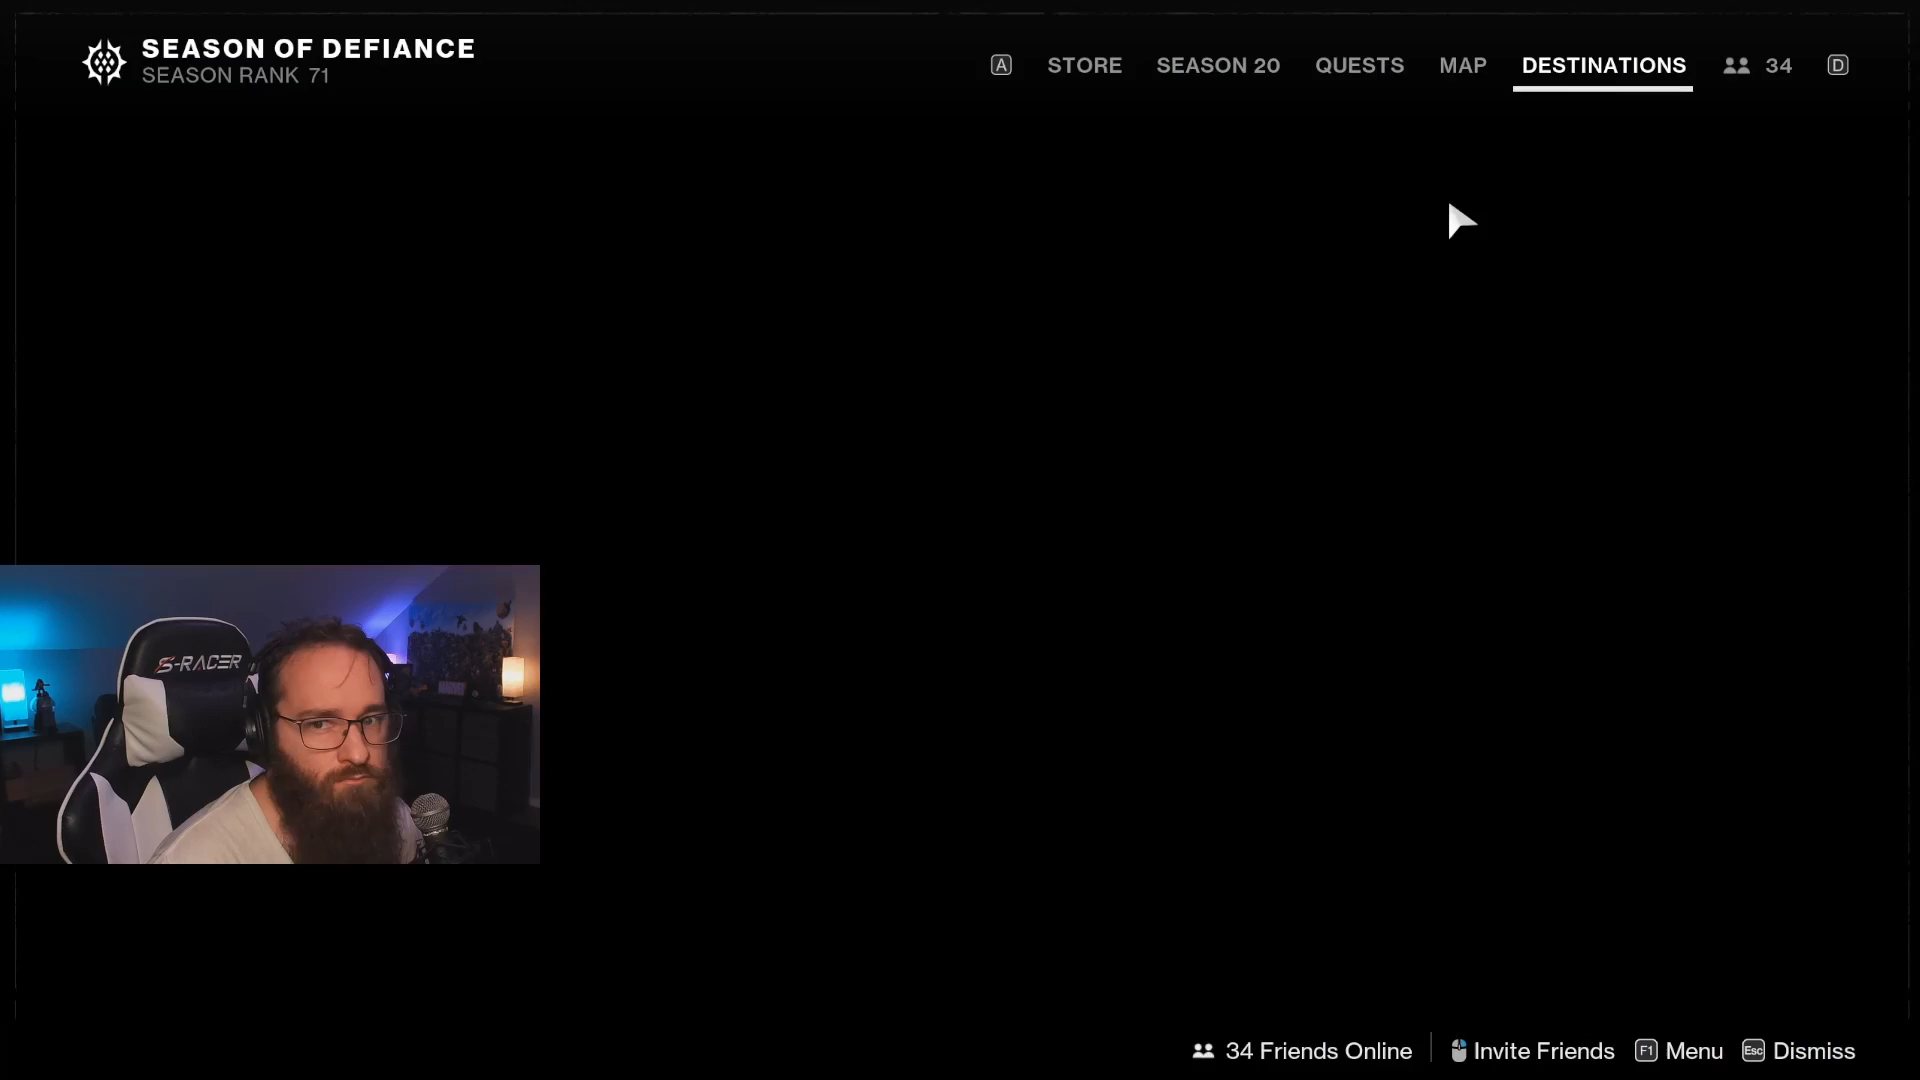 SEASON OF DEFIANCE
SEASON RANK 71
A STORE SEASON 20 QUESTS MAP DESTINATIONS 34 D
S-RACER
34 Friends Online Invite Friends F1 Menu Esc Dismiss